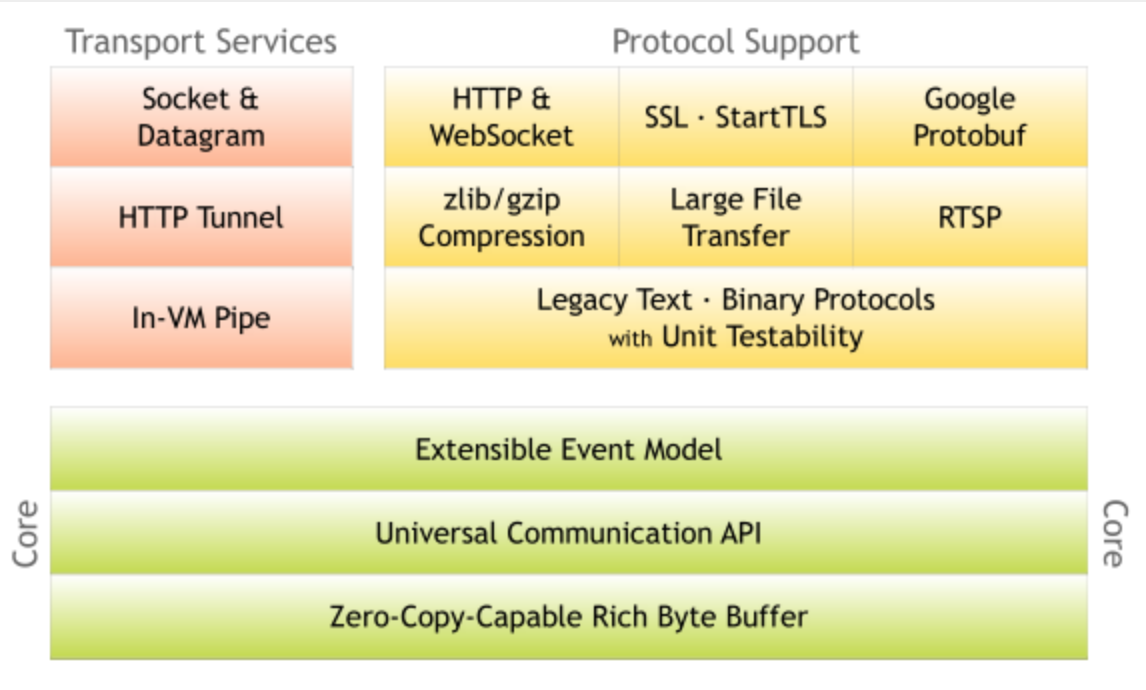 Transport Services
Protocol Support
Socket &
Datagram
HTTP &
WebSocket
SSL · StartTLS
Google
Protobuf
HTTP Tunnel
zlib/gzip
Compression
Large File
Transfer
RTSP
In-VM Pipe
Legacy Text · Binary Protocols
with Unit Testability
Core
Extensible Event Model
Universal Communication API
Zero-Copy-Capable Rich Byte Buffer
Core